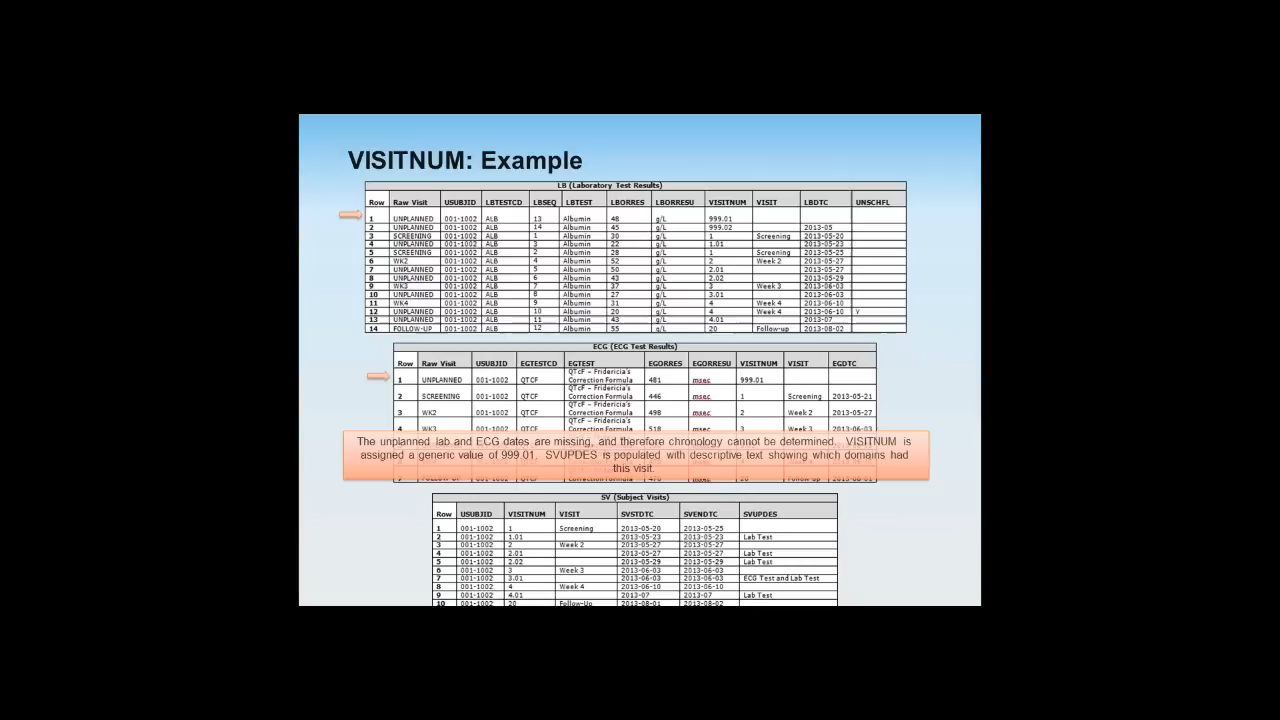 VISITNUM: Example
LB (Laboratory Test Results)
Row Raw Visit USUBJID LBTESTCD LBSEQ LBTEST LBORRES LBORRESU VISITNUM VISIT LBDTC UNSCHFL
1 UNPLANNED 001-1002 ALB 13 Albumin 48 g/L 999.01
2 UNPLANNED 001-1002 ALB 14 Albumin 45 g/L 999.02 2013-05
3 SCREENING 001-1002 ALB 1 Albumin 30 g/L 1 Screening 2013-05-20
4 UNPLANNED 001-1002 ALB 3 Albumin 22 g/L 1.01 2013-05-23
5 SCREENING 001-1002 ALB 2 Albumin 28 g/L 1 Screening 2013-05-25
6 WK2 001-1002 ALB 4 Albumin 52 g/L 2 Week 2 2013-05-27
7 UNPLANNED 001-1002 ALB 5 Albumin 50 g/L 2.01 2013-05-27
8 UNPLANNED 001-1002 ALB 6 Albumin 43 g/L 2.02 2013-05-29
9 WK3 001-1002 ALB 7 Albumin 37 g/L 3 Week 3 2013-06-03
10 UNPLANNED 001-1002 ALB 8 Albumin 27 g/L 3.01 2013-06-03
11 WK4 001-1002 ALB 9 Albumin 31 g/L 4 Week 4 2013-06-10
12 UNPLANNED 001-1002 ALB 10 Albumin 20 g/L 4 Week 4 2013-06-10 Y
13 UNPLANNED 001-1002 ALB 11 Albumin 43 g/L 4.01 2013-07
14 FOLLOW-UP 001-1002 ALB 12 Albumin 55 g/L 20 Follow-up 2013-08-02
ECG (ECG Test Results)
Row Raw Visit USUBJID EGTESTCD EGTEST EGORRES EGORRESU VISITNUM VISIT EGDTC
QTcF – Fridericia's
1 UNPLANNED 001-1002 QTCF Correction Formula 481 msec 999.01
QTcF – Fridericia's
2 SCREENING 001-1002 QTCF Correction Formula 446 msec 1 Screening 2013-05-21
QTcF – Fridericia's
3 WK2 001-1002 QTCF Correction Formula 498 msec 2 Week 2 2013-05-27
QTcF – Fridericia's
4 WK3 001-1002 QTCF Correction Formula 518 msec 3 Week 3 2013-06-03
The unplanned lab and ECG dates are missing, and therefore chronology cannot be determined. VISITNUM is
assigned a generic value of 999.01. SVUPDES is populated with descriptive text showing which domains had
this visit.
SV (Subject Visits)
Row USUBJID VISITNUM VISIT SVSTDTC SVENDTC SVUPDES
1 001-1002 1 Screening 2013-05-20 2013-05-25
2 001-1002 1.01 2013-05-23 2013-05-23 Lab Test
3 001-1002 2 Week 2 2013-05-27 2013-05-27
4 001-1002 2.01 2013-05-27 2013-05-27 Lab Test
5 001-1002 2.02 2013-05-29 2013-05-29 Lab Test
6 001-1002 3 Week 3 2013-06-03 2013-06-03
7 001-1002 3.01 2013-06-03 2013-06-03 ECG Test and Lab Test
8 001-1002 4 Week 4 2013-06-10 2013-06-10
9 001-1002 4.01 2013-07 2013-07 Lab Test
10 001-1002 20 Follow-Up 2013-08-01 2013-08-02